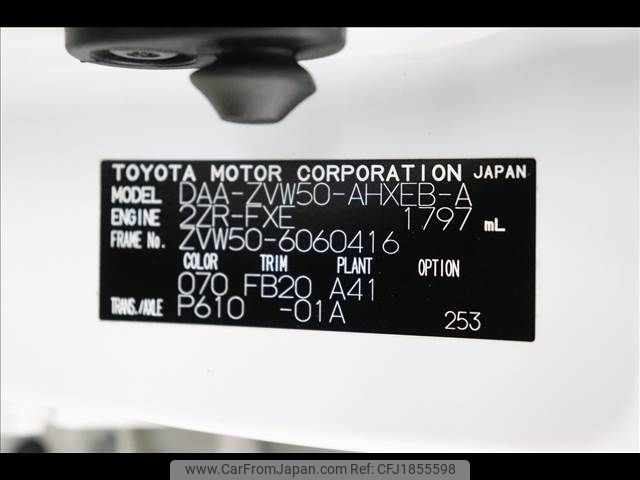 TOYOTA MOTOR CORPORATION JAPAN
MODEL DAA-ZVW50-AHXEB-A
ENGINE 2ZR-FXE 1797 mL
FRAME No. ZVW50-6060416
COLOR TRIM PLANT OPTION
070 FB20 A41
TRANS./AXLE P610 -01A 253
www.CarFromJapan.com - CFJ1855598